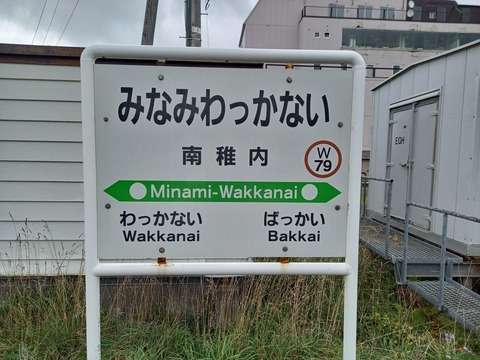 みなみわっかない
南稚内
W
79
Minami-Wakkanai
わっかない
Wakkanai
ばっかい
Bakkai
EGH